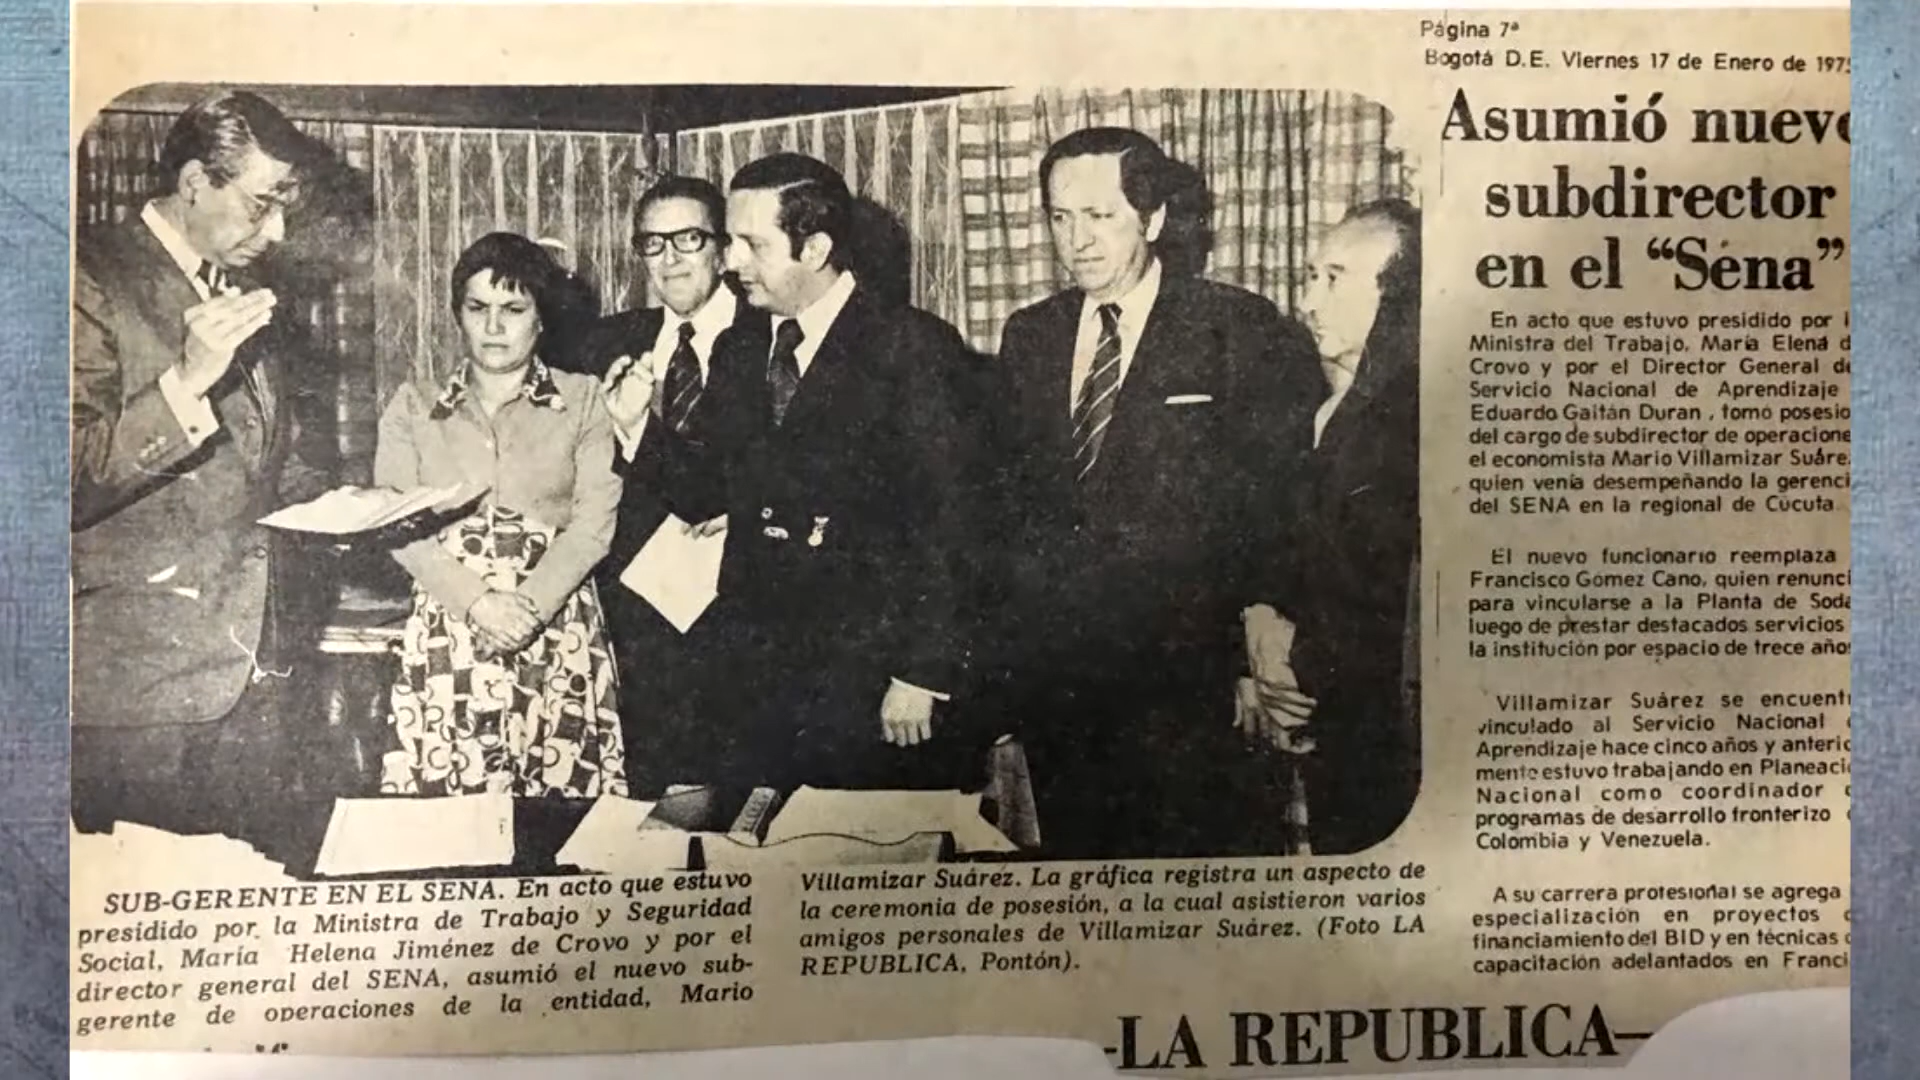 Página 7ª
Bogotá D.E. Viernes 17 de Enero de 197
Asumió nuevo
subdirector
en el “Sena”
En acto que estuvo presidido por l
Ministra del Trabajo, María Elena d
Crovo y por el Director General de
Servicio Nacional de Aprendizaje
Eduardo Gaitán Duran , tomó posesio
del cargo de subdirector de operacione
el economista Mario Villamizar Suáre
quien venía desempeñando la gerenci
del SENA en la regional de Cúcuta.
El nuevo funcionario reemplaza
Francisco Gómez Cano, quien renunci
para vincularse a la Planta de Soda
luego de prestar destacados servicios
la institución por espacio de trece años
Villamizar Suárez se encuentr
vinculado al Servicio Nacional
Aprendizaje hace cinco años y anterio
mente estuvo trabajando en Planeaci
Nacional como coordinador
programas de desarrollo fronterizo
Colombia y Venezuela.
A su carrera profesional se agrega
especialización en proyectos
financiamiento del BID y en técnicas
capacitación adelantados en Franci
SUB-GERENTE EN EL SENA. En acto que estuvo
presidido por la Ministra de Trabajo y Seguridad
Social, María Helena Jiménez de Crovo y por el
director general del SENA, asumió el nuevo sub-
gerente de operaciones de la entidad, Mario
Villamizar Suárez. La gráfica registra un aspecto de
la ceremonia de posesión, a la cual asistieron varios
amigos personales de Villamizar Suárez. (Foto LA
REPUBLICA, Pontón).
-LA REPUBLICA-